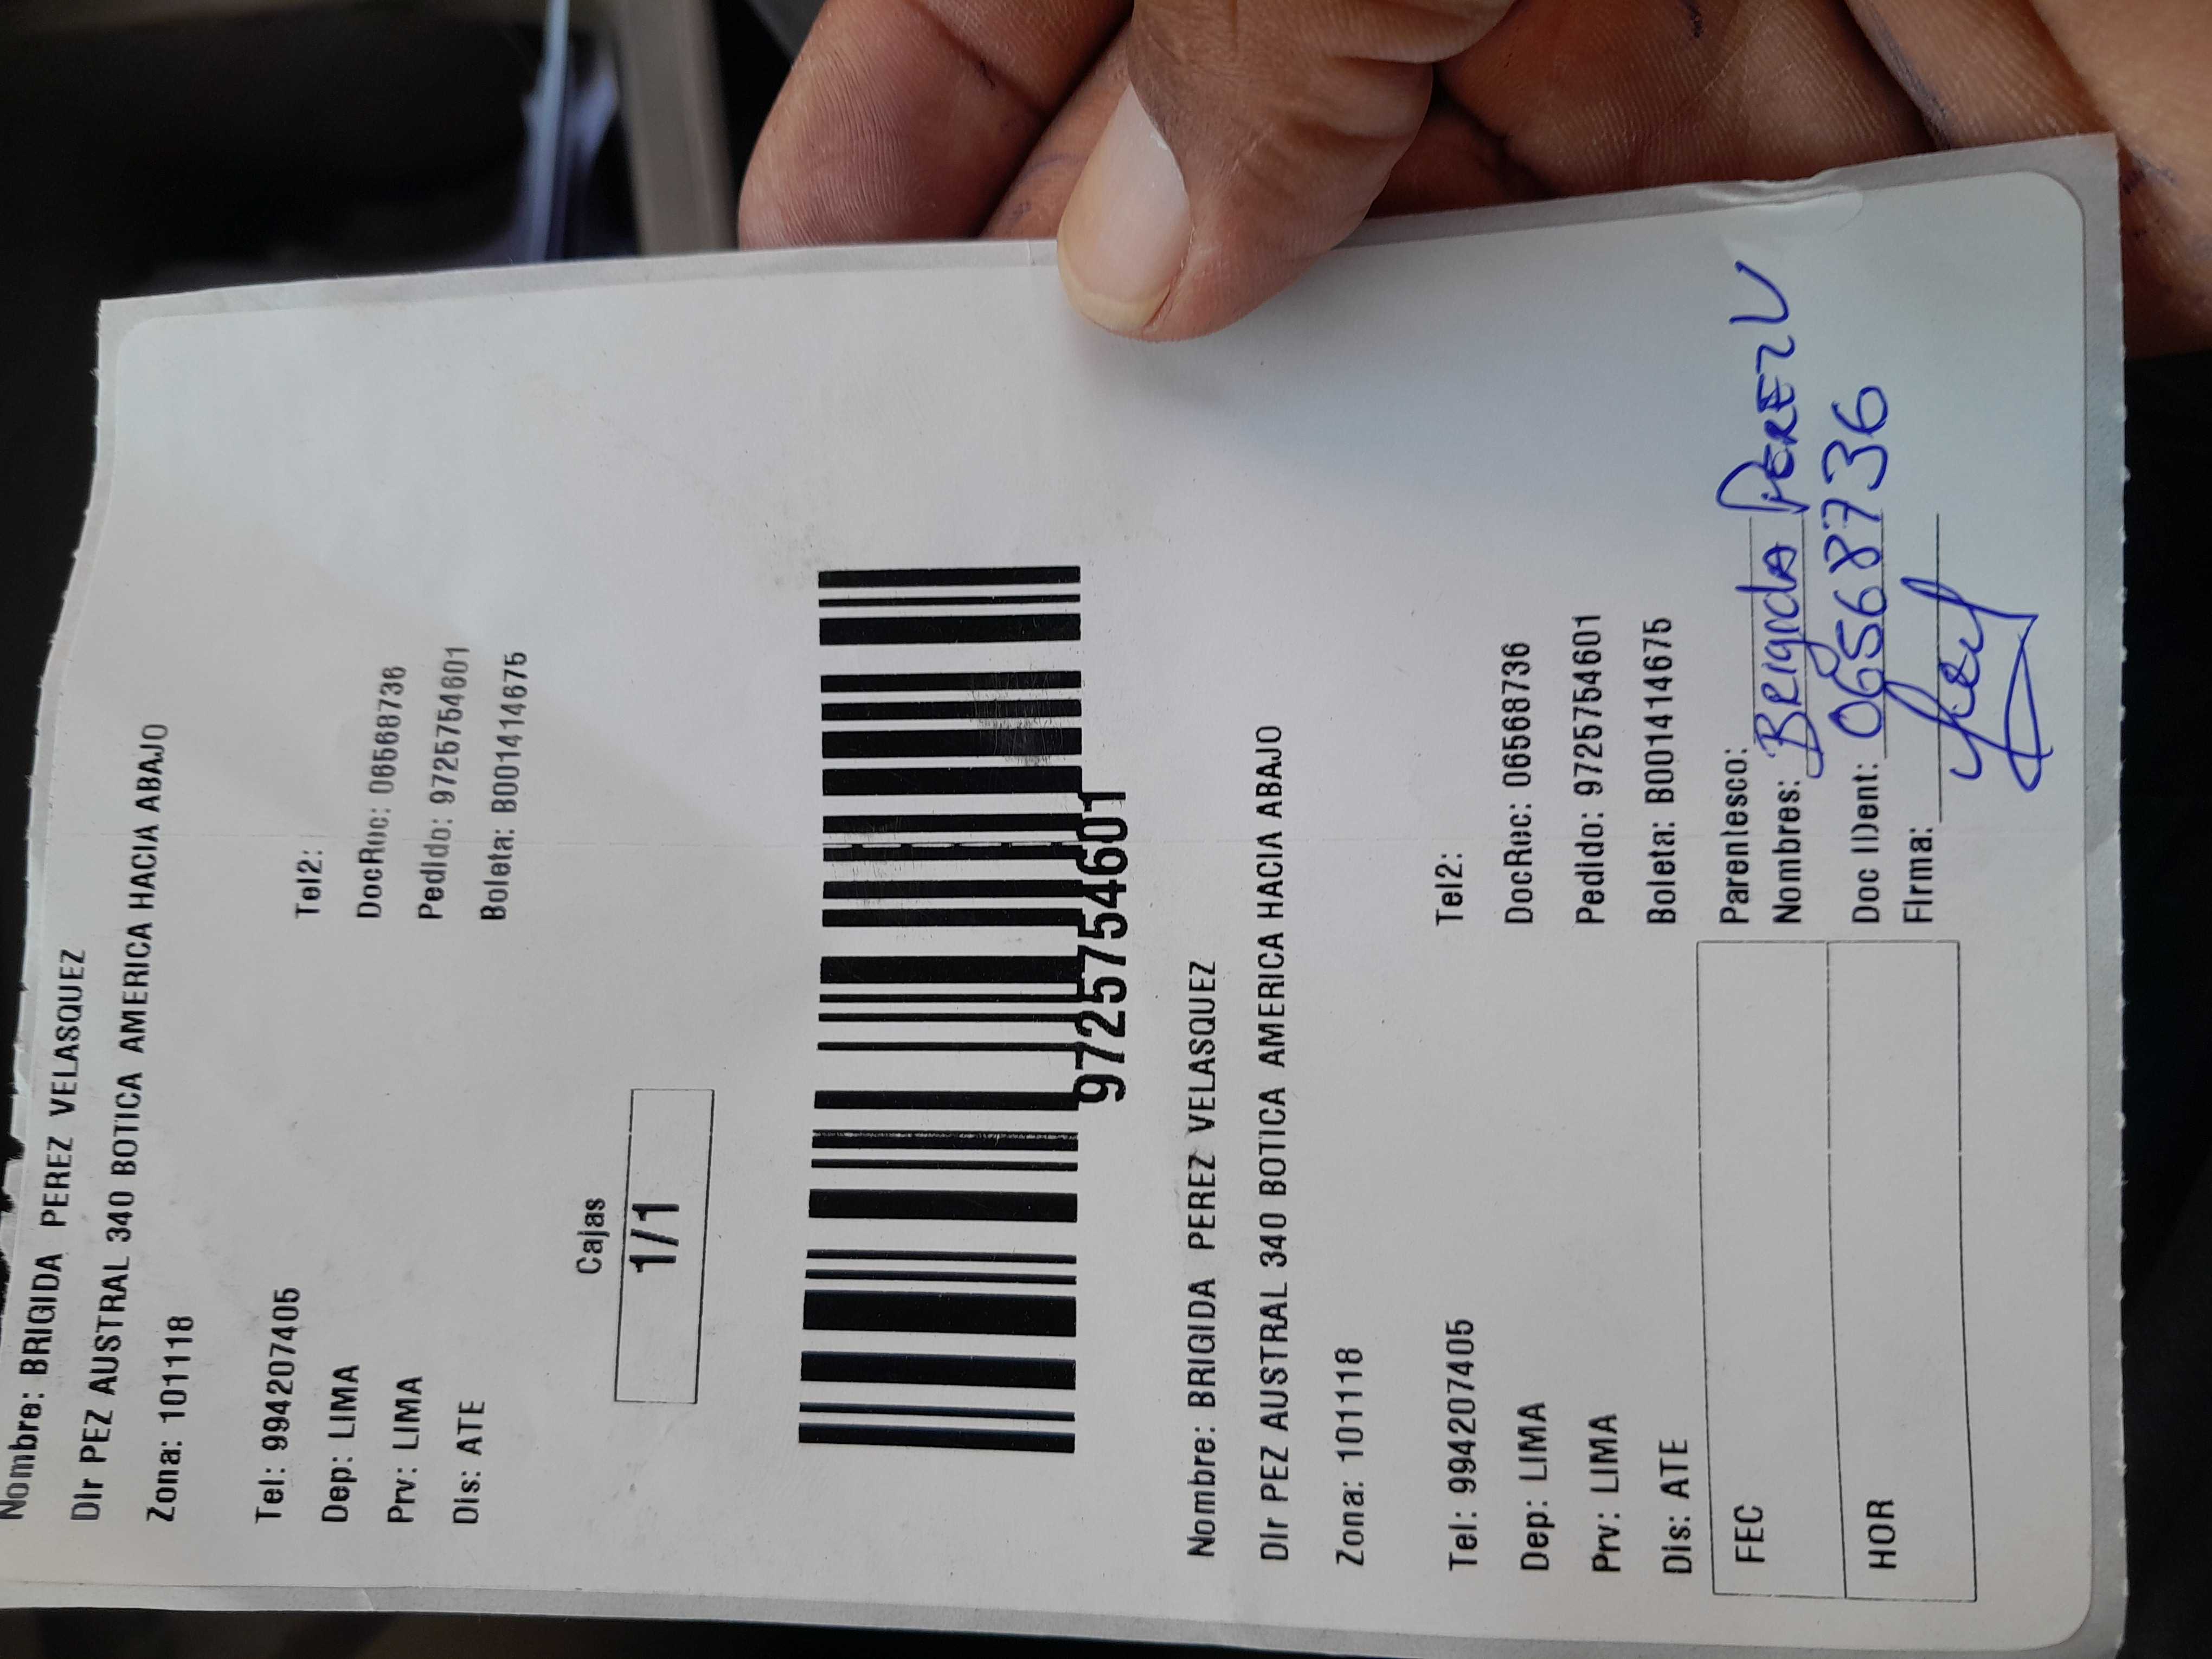 Nombre: BRIGIDA PEREZ VELASQUEZ
DIr PEZ AUSTRAL 340 BOTICA AMERICA HACIA ABAJO
Zona: 101118
Tel: 994207405 Tel2:
Dep: LIMA DocRuc: 06568736
Prv: LIMA PedIdo: 9725754601
DIs: ATE Boleta: B001414675
Cajas
1/1
9725754601
Nombre: BRIGIDA PEREZ VELASQUEZ
DIr PEZ AUSTRAL 340 BOTICA AMERICA HACIA ABAJO
Zona: 101118
Tel: 994207405 Tel2:
Dep: LIMA DocRuc: 06568736
Prv: LIMA PedIdo: 9725754601
DIs: ATE Boleta: B001414675
FEC Parentesco:
Nombres: BRIGIDA PEREZ V
HOR Doc IDent: 065687736
FIrma: